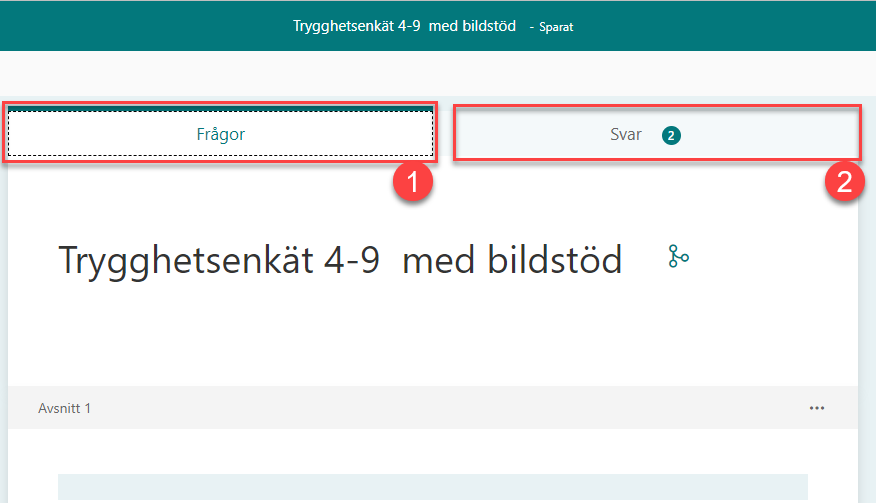 Trygghetsenkät 4-9  med bildstöd - Sparat
Frågor
Svar 2
1
2
Trygghetsenkät 4-9  med bildstöd
Avsnitt 1